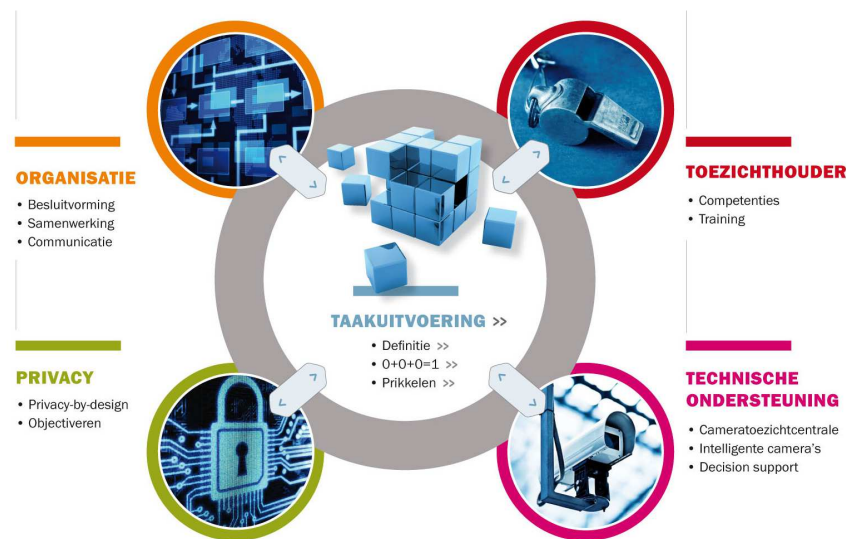 ORGANISATIE
• Besluitvorming
• Samenwerking
• Communicatie
TOEZICHTHOUDER
• Competenties
• Training
TAAKUITVOERING >>
• Definitie >>
• 0+0+0=1 >>
• Prikkelen >>
PRIVACY
• Privacy-by-design
• Objectiveren
TECHNISCHE
ONDERSTEUNING
• Cameratoezichtcentrale
• Intelligente camera's
• Decision support